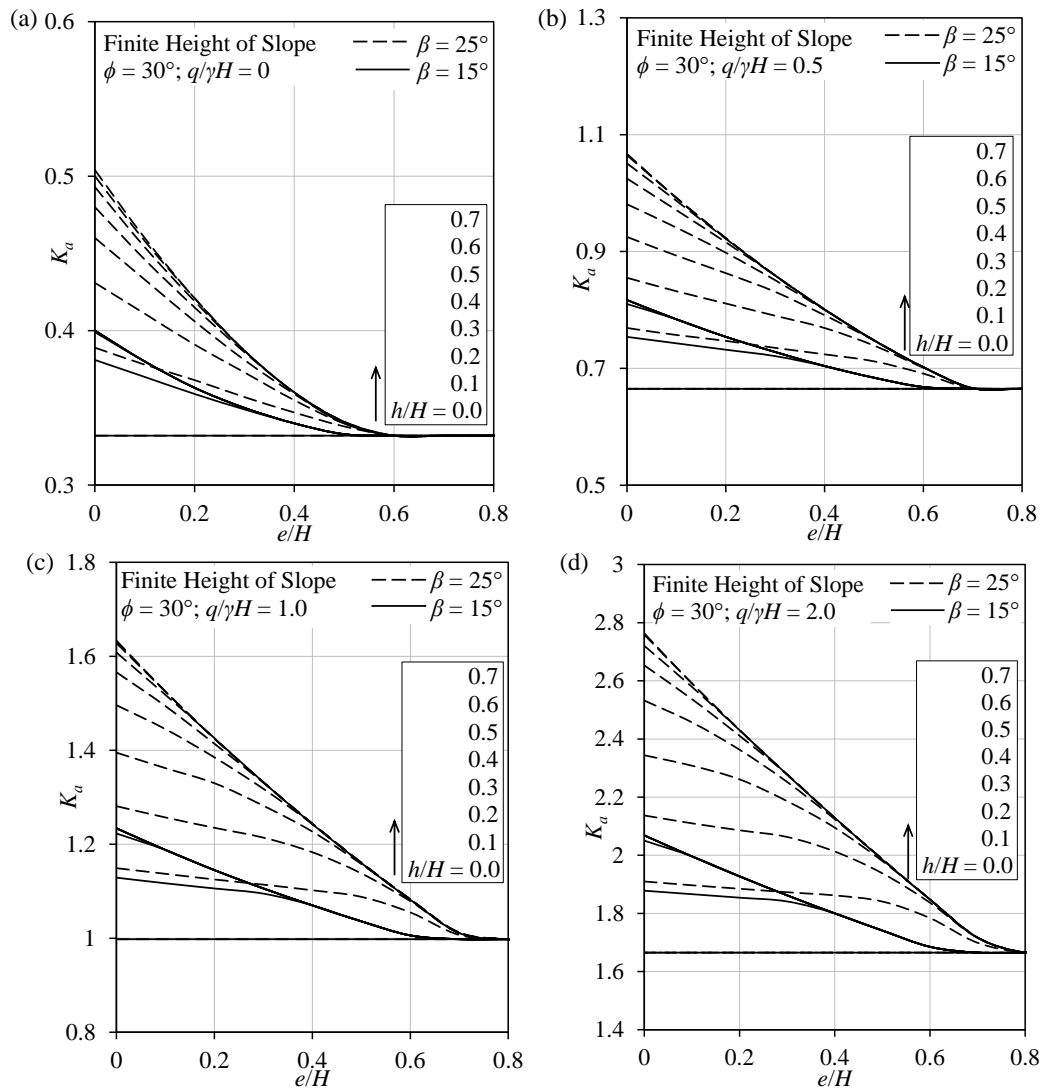 (a)
Finite Height of Slope
ϕ = 30°; q/γH = 0
β = 25°
β = 15°
0.6
0.5
0.4
0.3
K_a
0.7
0.6
0.5
0.4
0.3
0.2
0.1
h/H = 0.0
0
0.2
0.4
0.6
0.8
e/H
(b)
Finite Height of Slope
ϕ = 30°; q/γH = 0.5
β = 25°
β = 15°
1.3
1.1
0.9
0.7
0.5
K_a
0.7
0.6
0.5
0.4
0.3
0.2
0.1
h/H = 0.0
0
0.2
0.4
0.6
0.8
e/H
(c)
Finite Height of Slope
ϕ = 30°; q/γH = 1.0
β = 25°
β = 15°
1.8
1.6
1.4
1.2
1
0.8
K_a
0.7
0.6
0.5
0.4
0.3
0.2
0.1
h/H = 0.0
0
0.2
0.4
0.6
0.8
e/H
(d)
Finite Height of Slope
ϕ = 30°; q/γH = 2.0
β = 25°
β = 15°
3
2.8
2.6
2.4
2.2
2
1.8
1.6
1.4
K_a
0.7
0.6
0.5
0.4
0.3
0.2
0.1
h/H = 0.0
0
0.2
0.4
0.6
0.8
e/H